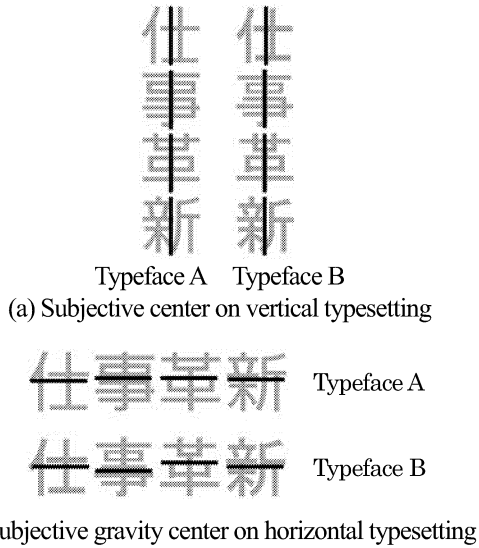 仕 仕
事 事
革 革
新 新
Typeface A Typeface B
(a) Subjective center on vertical typesetting
仕事革新 Typeface A
仕事革新 Typeface B
ubjective gravity center on horizontal typesetting